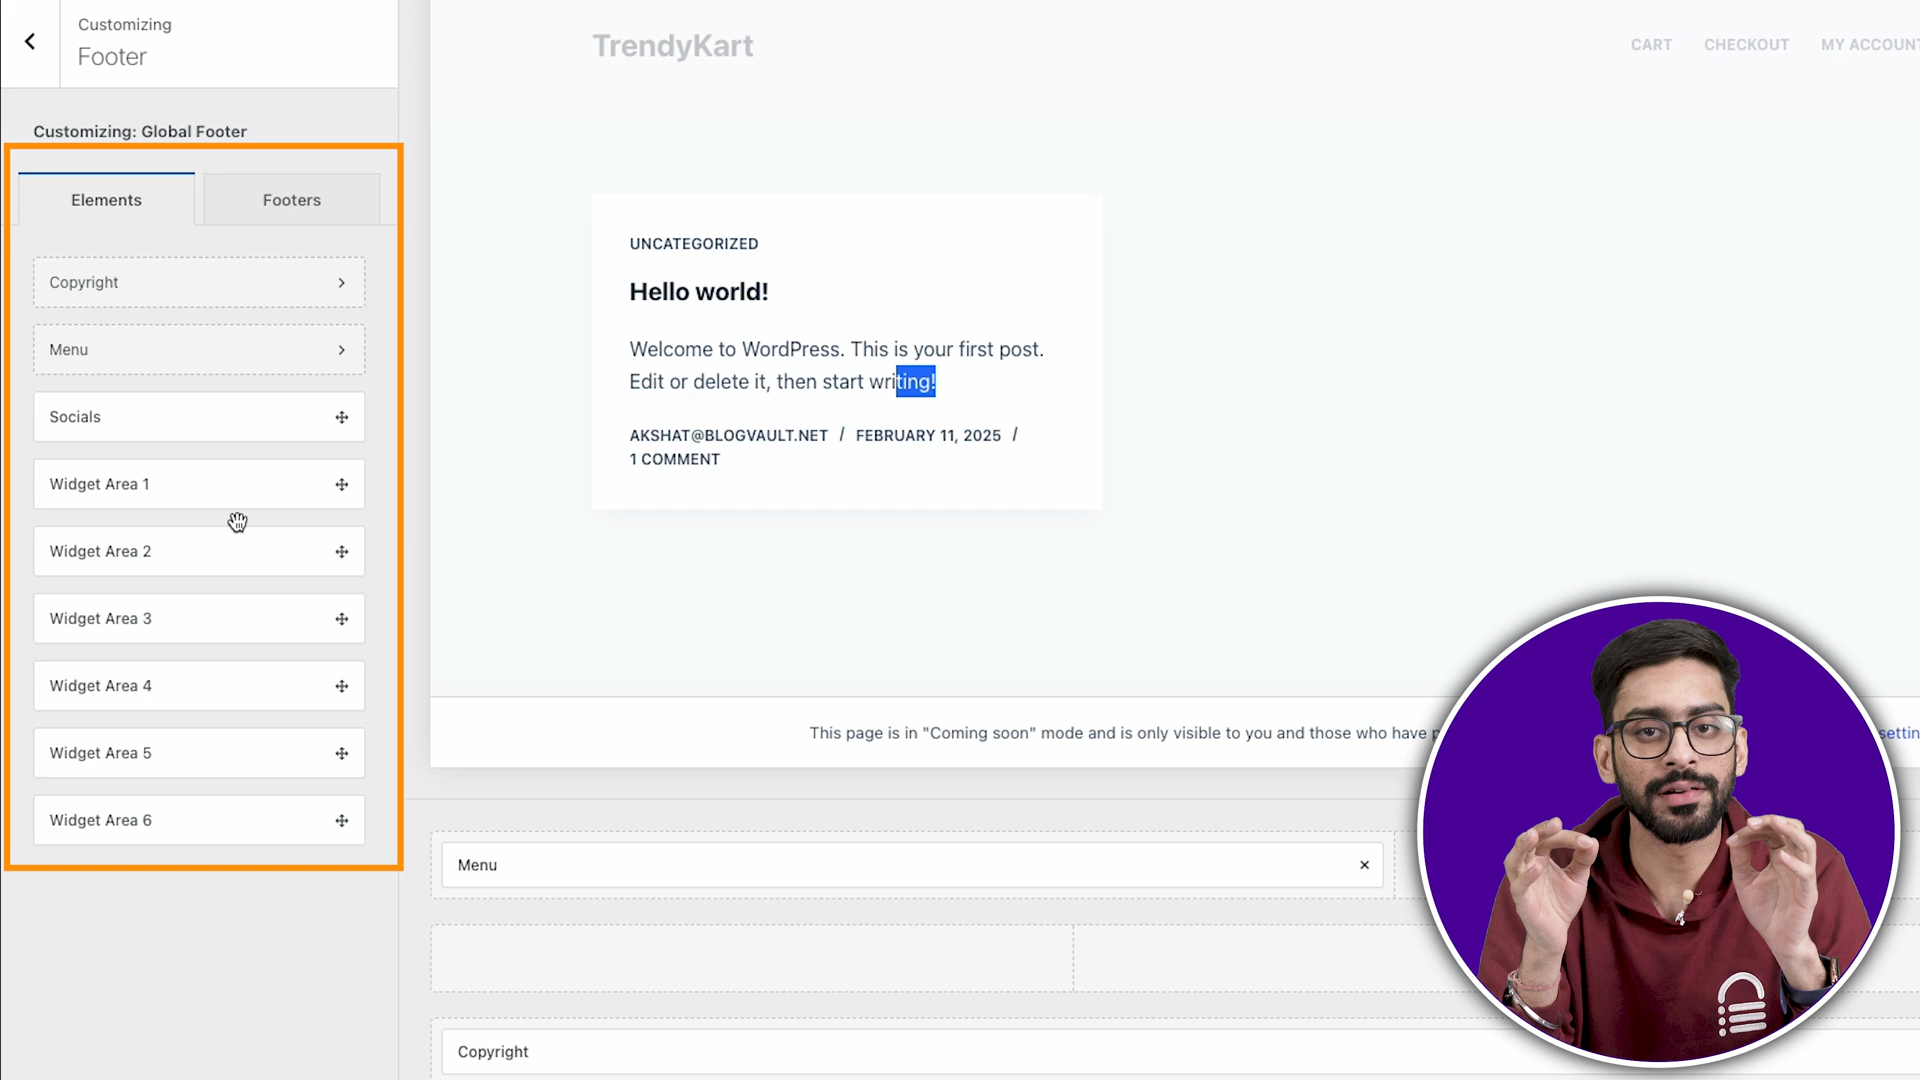 Customizing
Footer
Customizing: Global Footer
Elements
Footers
Copyright
Menu
Socials
Widget Area 1
Widget Area 2
Widget Area 3
Widget Area 4
Widget Area 5
Widget Area 6
TrendyKart
CART
CHECKOUT
MY ACCOUNT
UNCATEGORIZED
Hello world!
Welcome to WordPress. This is your first post.
Edit or delete it, then start writing!
AKSHAT@BLOGVAULT.NET / FEBRUARY 11, 2025 /
1 COMMENT
This page is in "Coming soon" mode and is only visible to you and those who have
Menu
Copyright